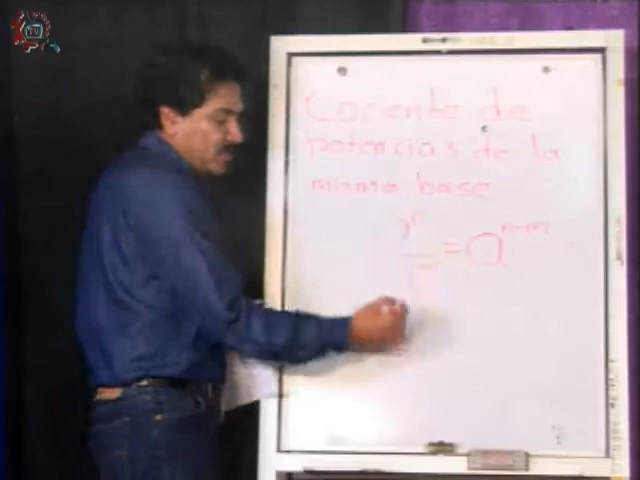 Cociente de
potencias de la
misma base
= a^{n-m}